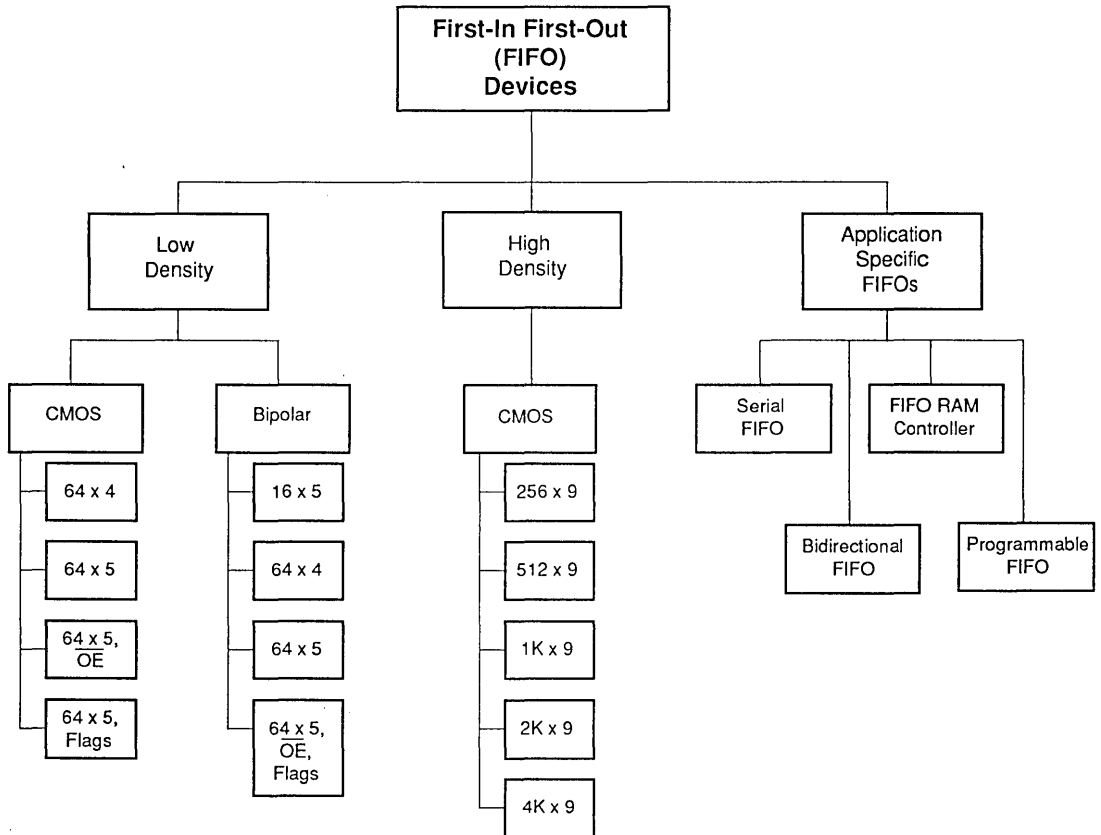 First-In First-Out
(FIFO)
Devices
Low
Density
High
Density
Application
Specific
FIFOs
CMOS
Bipolar
CMOS
Serial
FIFO
FIFO RAM
Controller
64 x 4
16 x 5
256 x 9
Bidirectional
FIFO
Programmable
FIFO
64 x 5
64 x 4
512 x 9
64 x 5,
O̅E̅
64 x 5
1K x 9
64 x 5,
Flags
64 x 5,
O̅E̅,
Flags
2K x 9
4K x 9